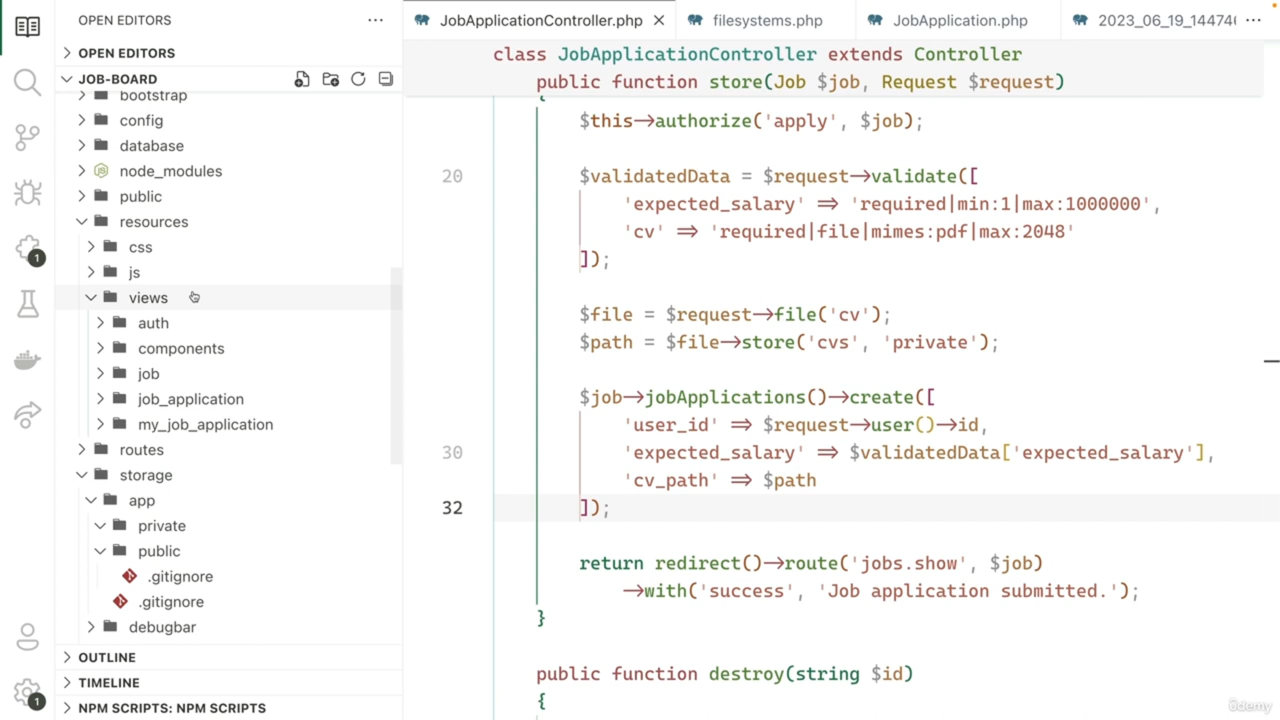 OPEN EDITORS
OPEN EDITORS
JOB-BOARD
bootstrap
config
database
node_modules
public
resources
css
js
views
auth
components
job
job_application
my_job_application
routes
storage
app
private
public
.gitignore
.gitignore
debugbar
OUTLINE
TIMELINE
NPM SCRIPTS: NPM SCRIPTS
1
1
JobApplicationController.php
filesystems.php
JobApplication.php
2023_06_19_14474
class JobApplicationController extends Controller
public function store(Job $job, Request $request)
{
$this->authorize('apply', $job);
20 $validatedData = $request->validate([
'expected_salary' => 'required|min:1|max:1000000',
'cv' => 'required|file|mimes:pdf|max:2048'
]);
$file = $request->file('cv');
$path = $file->store('cvs', 'private');
$job->jobApplications()->create([
'user_id' => $request->user()->id,
30 'expected_salary' => $validatedData['expected_salary'],
'cv_path' => $path
32 ]);
return redirect()->route('jobs.show', $job)
->with('success', 'Job application submitted.');
}
public function destroy(string $id)
{
ûdemy